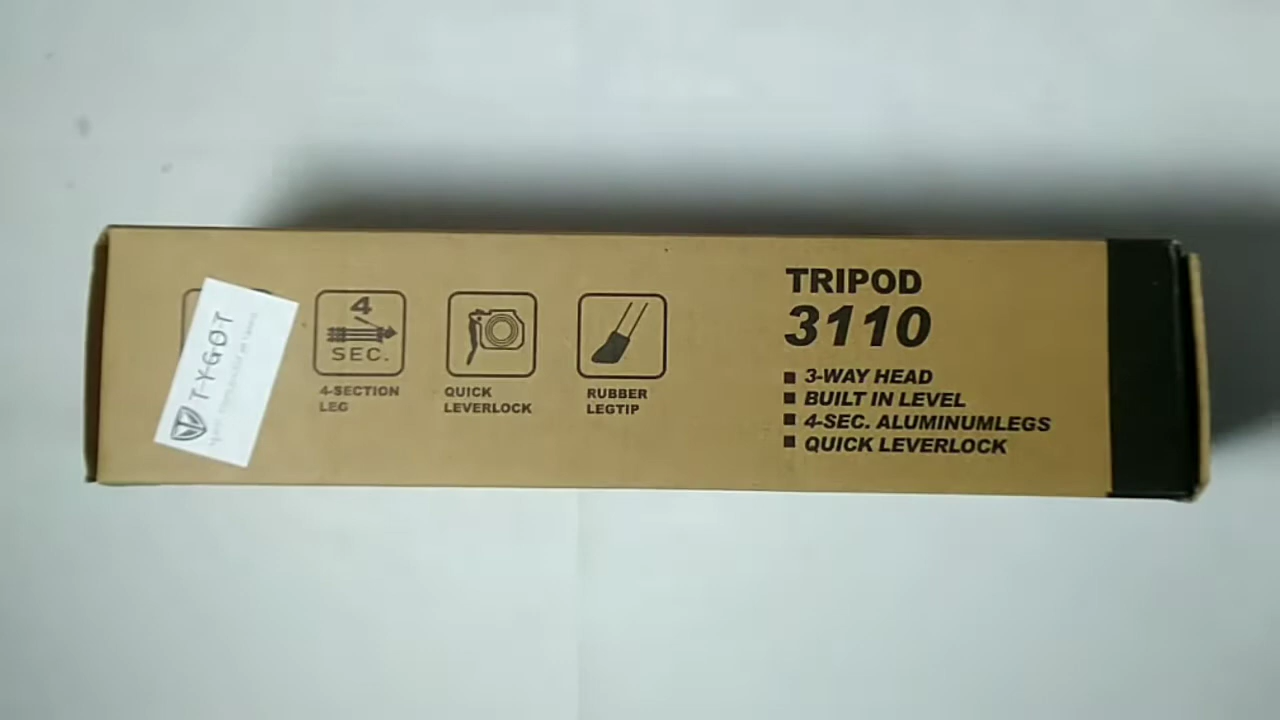 T-Y-G-O-T
4
SEC.
4-SECTION
LEG
QUICK
LEVERLOCK
RUBBER
LEGTIP
TRIPOD
3110
3-WAY HEAD
BUILT IN LEVEL
4-SEC. ALUMINUMLEGS
QUICK LEVERLOCK